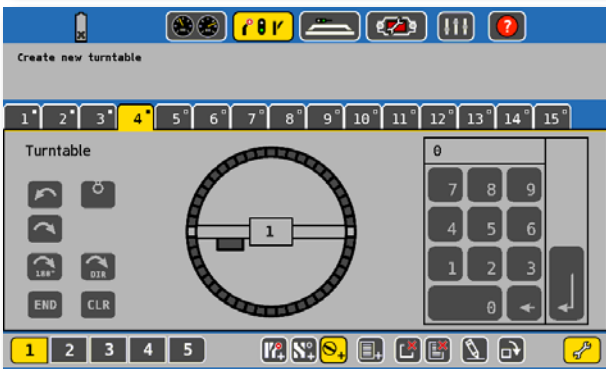 ?
Create new turntable
1 2 3 4 5 6 7 8 9 10 11 12 13 14 15
Turntable
0
7 8 9
1
4 5 6
180° DIR
1 2 3
END CLR
0
1 2 3 4 5